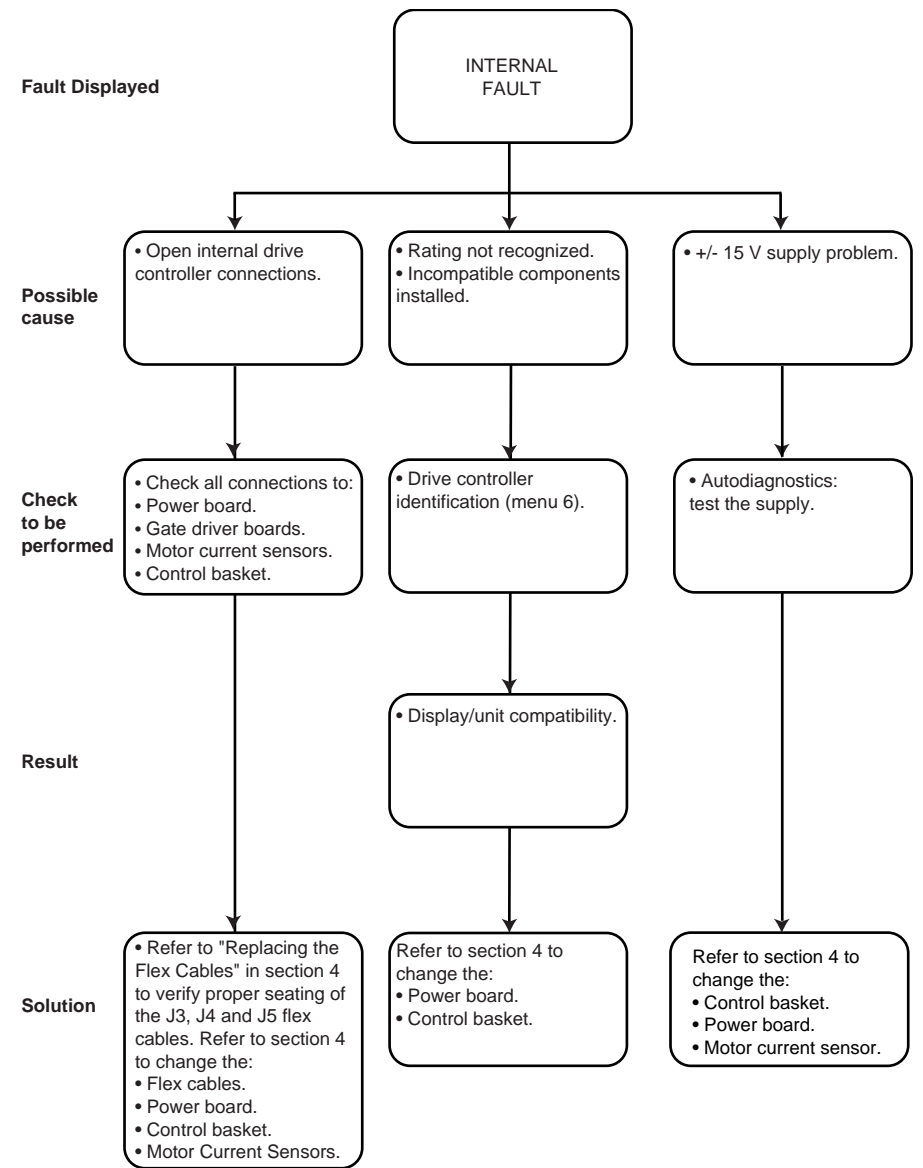 Fault Displayed
INTERNAL
FAULT
Possible
cause
• Open internal drive
controller connections.
• Rating not recognized.
• Incompatible components
installed.
• +/- 15 V supply problem.
Check
to be
performed
• Check all connections to:
• Power board.
• Gate driver boards.
• Motor current sensors.
• Control basket.
• Drive controller
identification (menu 6).
• Autodiagnostics:
test the supply.
Result
• Display/unit compatibility.
Solution
• Refer to "Replacing the
Flex Cables" in section 4
to verify proper seating of
the J3, J4 and J5 flex
cables. Refer to section 4
to change the:
• Flex cables.
• Power board.
• Control basket.
• Motor Current Sensors.
Refer to section 4 to
change the:
• Power board.
• Control basket.
Refer to section 4 to
change the:
• Control basket.
• Power board.
• Motor current sensor.